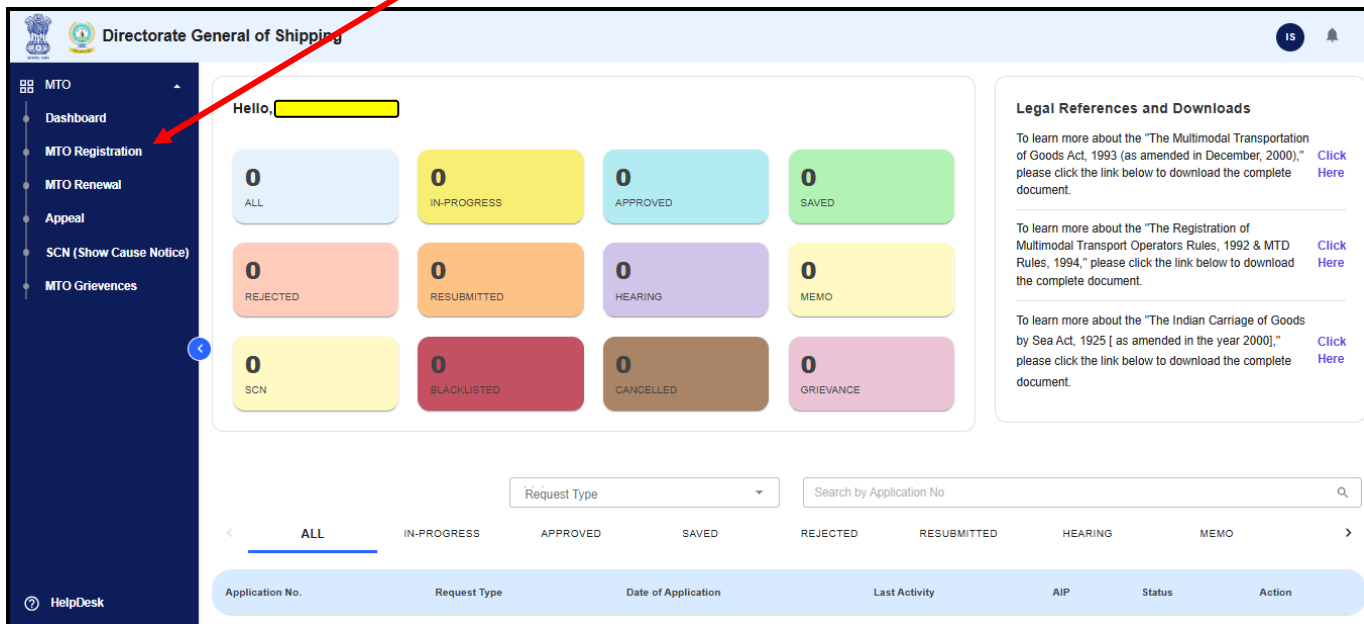 Directorate General of Shipping
IS
MTO
Dashboard
MTO Registration
MTO Renewal
Appeal
SCN (Show Cause Notice)
MTO Grievences
HelpDesk
Hello,
0
ALL
0
IN-PROGRESS
0
APPROVED
0
SAVED
0
REJECTED
0
RESUBMITTED
0
HEARING
0
MEMO
0
SCN
0
BLACKLISTED
0
CANCELLED
0
GRIEVANCE
Legal References and Downloads
To learn more about the "The Multimodal Transportation
of Goods Act, 1993 (as amended in December, 2000),"
please click the link below to download the complete
document.
Click
Here
To learn more about the "The Registration of
Multimodal Transport Operators Rules, 1992 & MTD
Rules, 1994," please click the link below to download
the complete document.
Click
Here
To learn more about the "The Indian Carriage of Goods
by Sea Act, 1925 [ as amended in the year 2000],"
please click the link below to download the complete
document.
Click
Here
Request Type
Search by Application No
ALL IN-PROGRESS APPROVED SAVED REJECTED RESUBMITTED HEARING MEMO
Application No. Request Type Date of Application Last Activity AIP Status Action